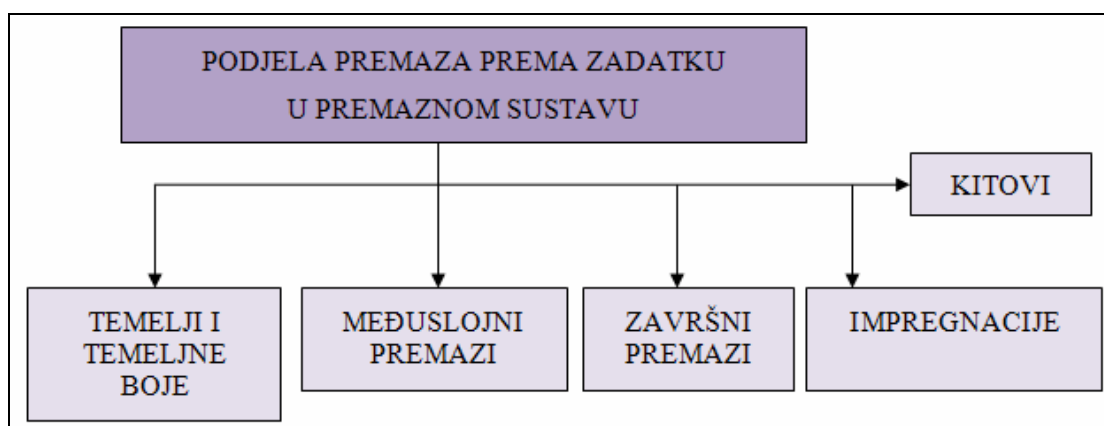 PODJELA PREMAZA PREMA ZADATKU
U PREMAZNOM SUSTAVU
KITOVI
TEMELJI I
TEMELJNE
BOJE
MEĐUSLOJNI
PREMAZI
ZAVRŠNI
PREMAZI
IMPREGNACIJE